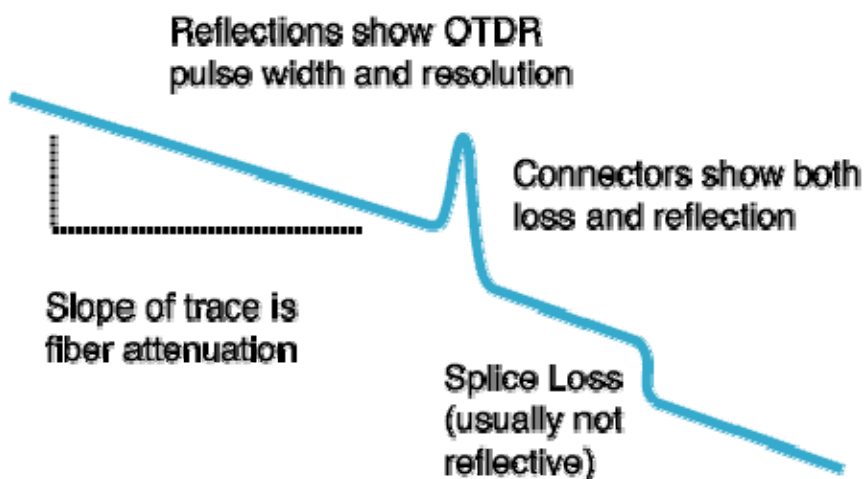 Reflections show OTDR
pulse width and resolution
Connectors show both
loss and reflection
Slope of trace is
fiber attenuation
Splice Loss
(usually not
reflective)